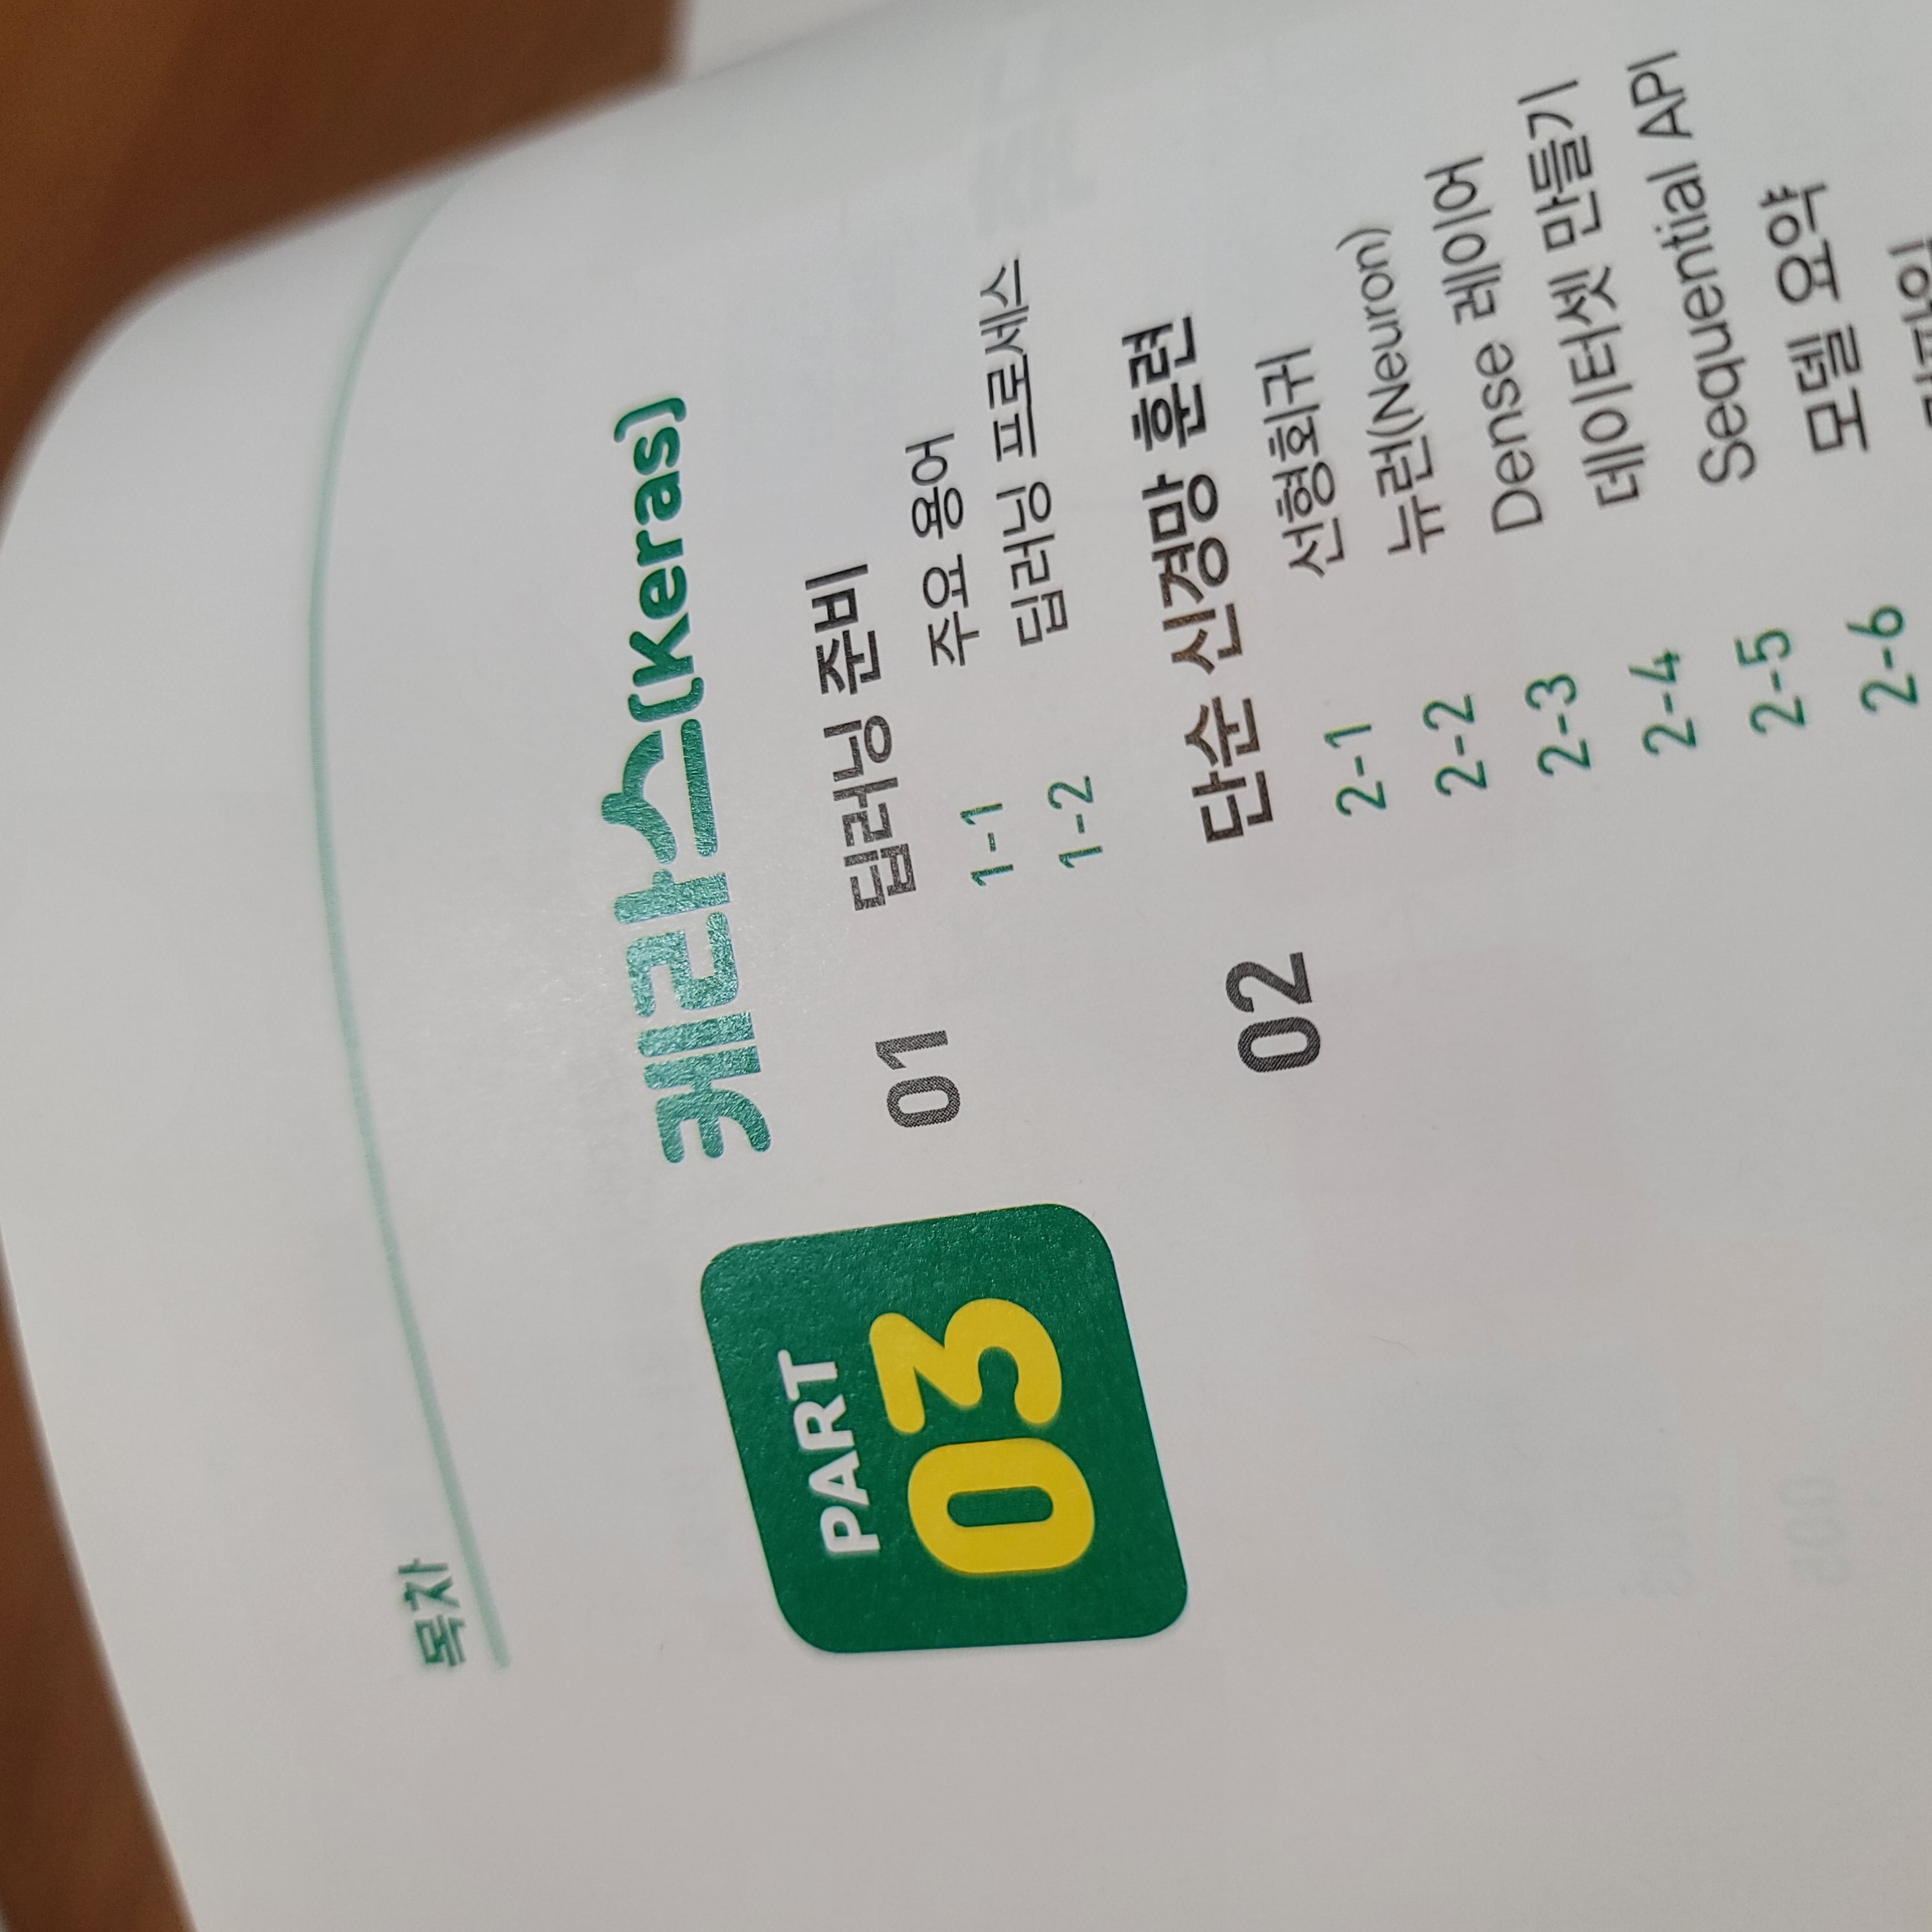 목차
PART
03
케라스(Keras)
01 딥러닝 준비
1-1 주요 용어
1-2 딥러닝 프로세스
02 단순 신경망 훈련
2-1 선형회귀
2-2 뉴런(Neuron)
2-3 Dense 레이어
2-4 데이터셋 만들기
2-5 Sequential API
2-6 모델 요약